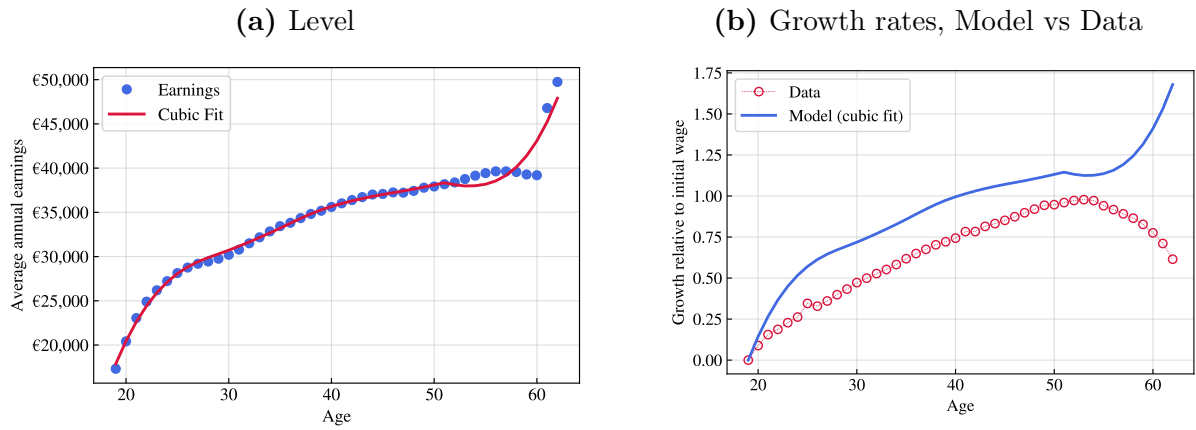 (a) Level
€50,000
€45,000
€40,000
€35,000
€30,000
€25,000
€20,000
Average annual earnings
Earnings
Cubic Fit
20
30
40
50
60
Age
(b) Growth rates, Model vs Data
1.75
1.50
1.25
1.00
0.75
0.50
0.25
0.00
Growth relative to initial wage
Data
Model (cubic fit)
20
30
40
50
60
Age